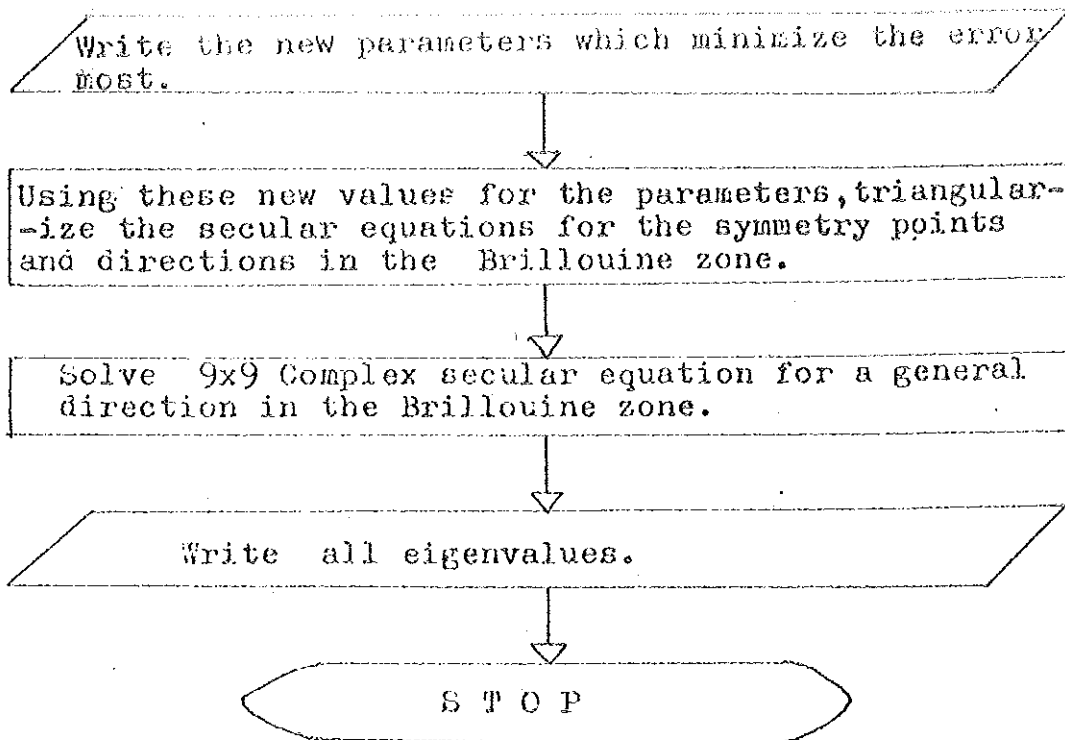 Write the new parameters which minimize the error
most.
Using these new values for the parameters,triangular-
-ize the secular equations for the symmetry points
and directions in the Brillouine zone.
Solve 9x9 Complex secular equation for a general
direction in the Brillouine zone.
Write all eigenvalues.
S T O P